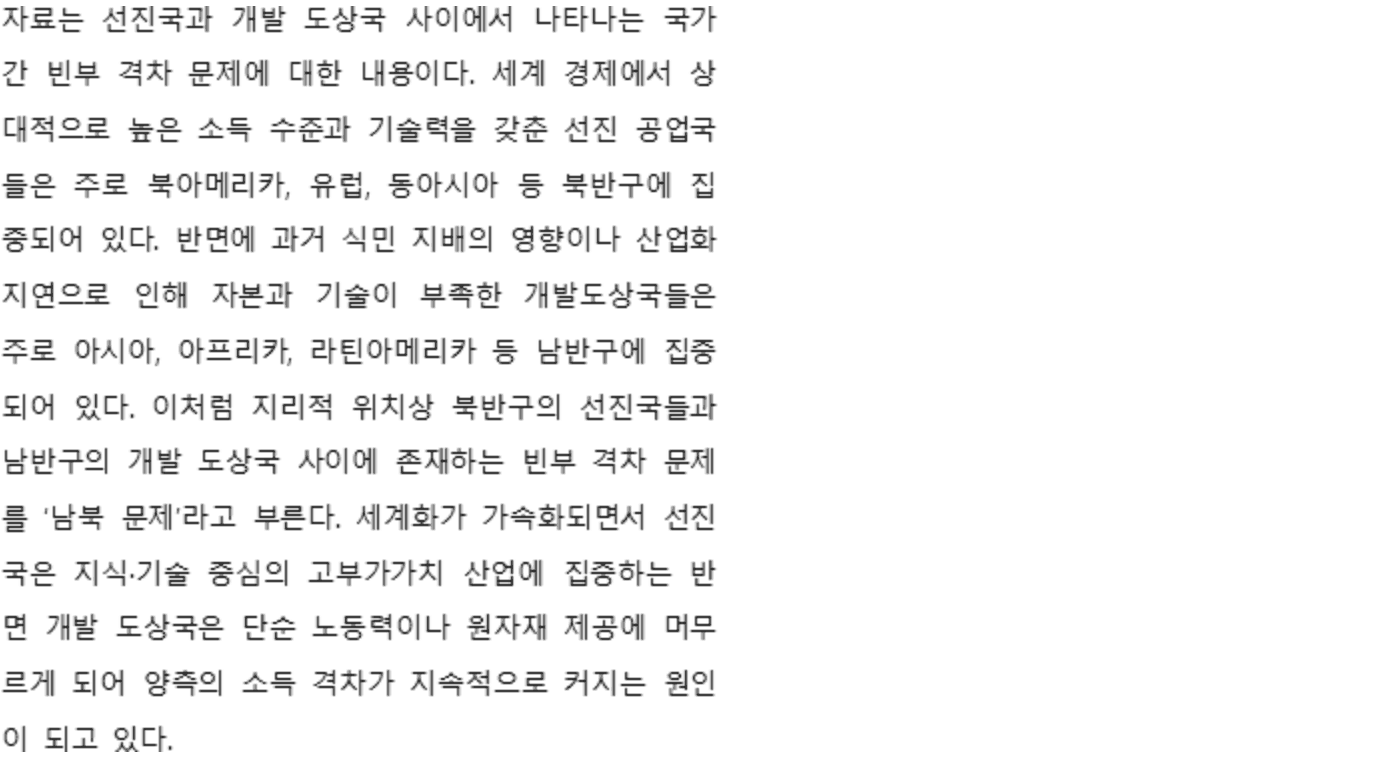 자료는 선진국과 개발 도상국 사이에서 나타나는 국가
간 빈부 격차 문제에 대한 내용이다. 세계 경제에서 상
대적으로 높은 소득 수준과 기술력을 갖춘 선진 공업국
들은 주로 북아메리카, 유럽, 동아시아 등 북반구에 집
중되어 있다. 반면에 과거 식민 지배의 영향이나 산업화
지연으로 인해 자본과 기술이 부족한 개발도상국들은
주로 아시아, 아프리카, 라틴아메리카 등 남반구에 집중
되어 있다. 이처럼 지리적 위치상 북반구의 선진국들과
남반구의 개발 도상국 사이에 존재하는 빈부 격차 문제
를 '남북 문제'라고 부른다. 세계화가 가속화되면서 선진
국은 지식·기술 중심의 고부가가치 산업에 집중하는 반
면 개발 도상국은 단순 노동력이나 원자재 제공에 머무
르게 되어 양측의 소득 격차가 지속적으로 커지는 원인
이 되고 있다.